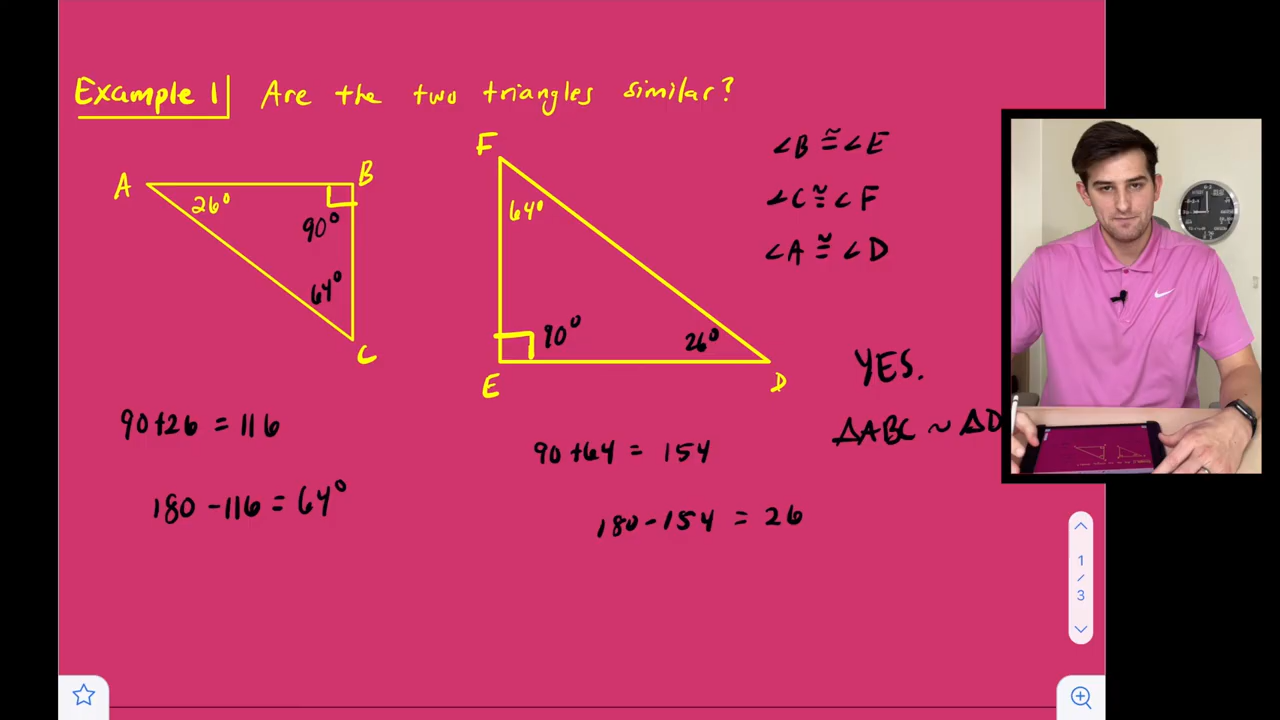 Example 1 Are the two triangles similar?
A
26°
B
90°
64°
C
F
64°
90°
26°
E
D
∠B ≅ ∠E
∠C ≅ ∠F
∠A ≅ ∠D
YES.
△ABC ~ △D
90+26 = 116
180 - 116 = 64°
90 + 64 = 154
180 - 154 = 26
1
/
3